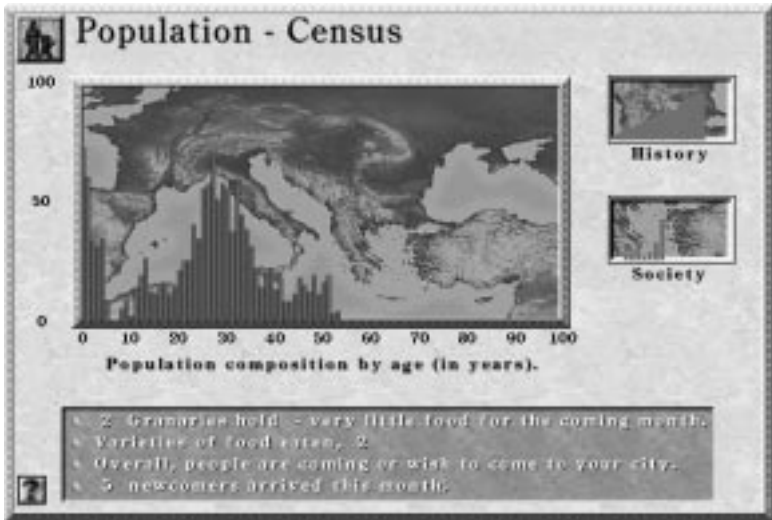 Population - Census
100
50
0
0 10 20 30 40 50 60 70 80 90 100
Population composition by age (in years).
History
Society
2 Granaries hold - very little food for the coming month.
Varieties of food eaten, 2
Overall, people are coming or wish to come to your city.
5 newcomers arrived this month.
?